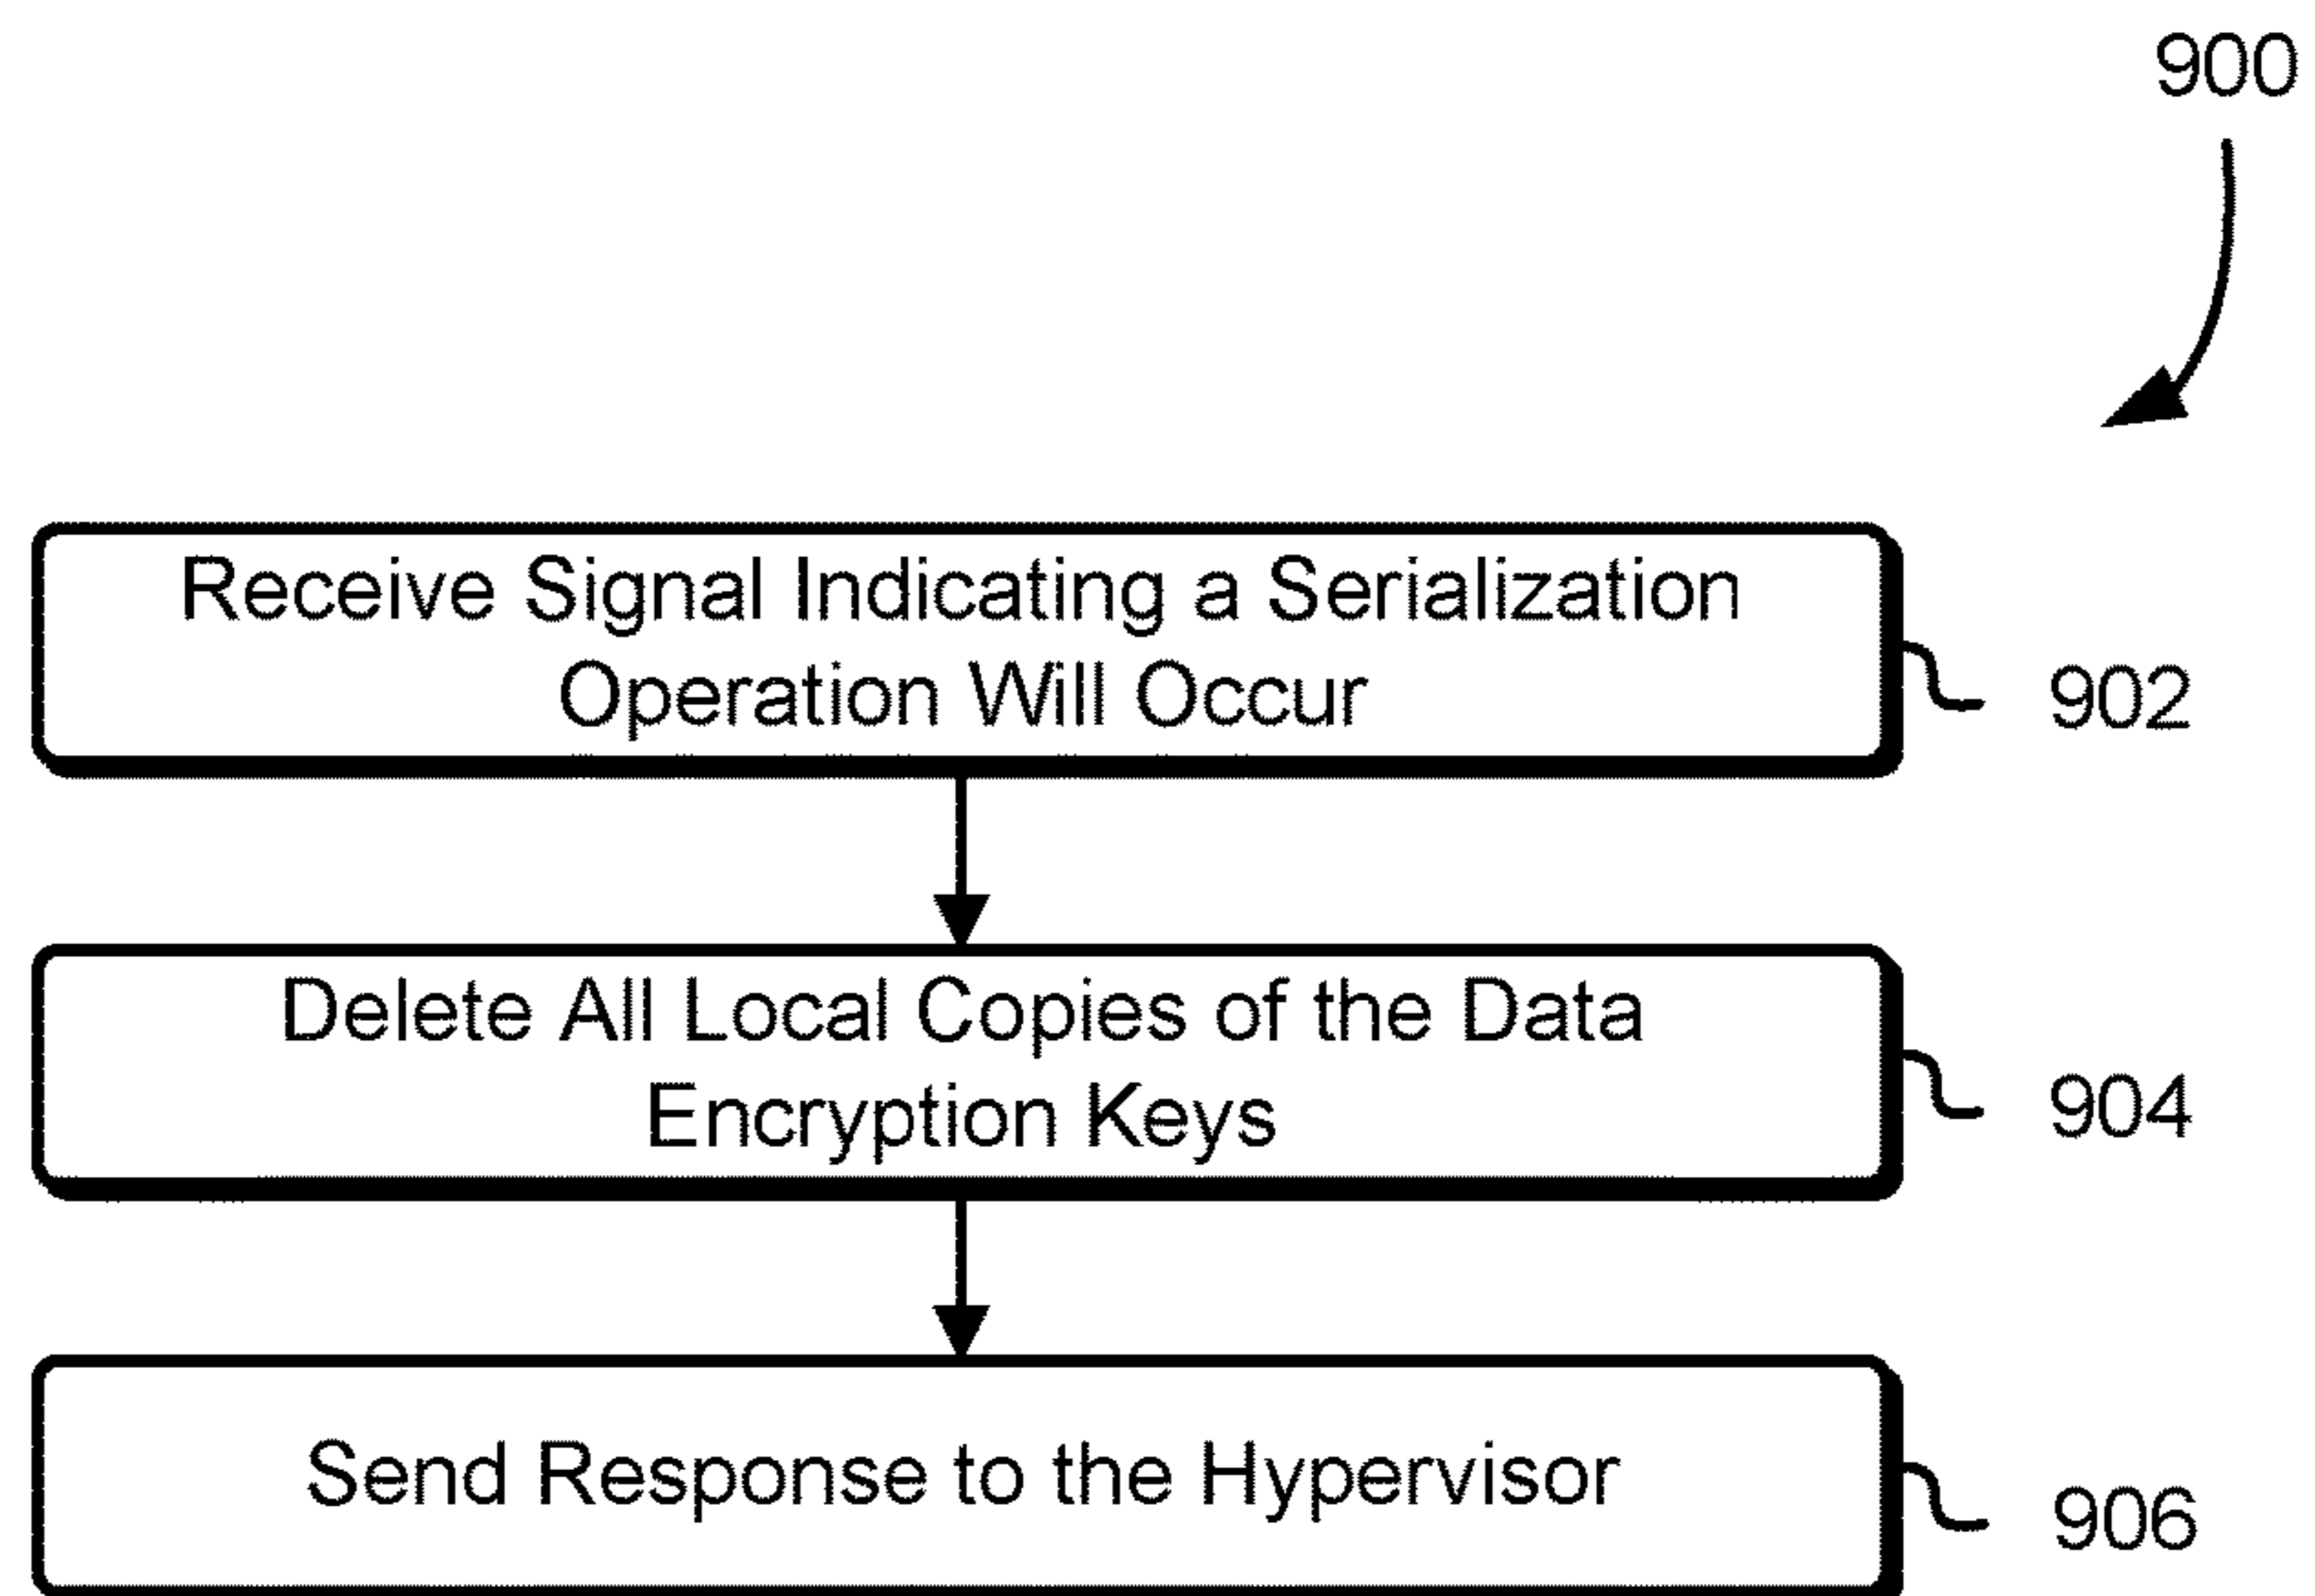 900
Receive Signal Indicating a Serialization
Operation Will Occur
902
Delete All Local Copies of the Data
Encryption Keys
904
Send Response to the Hypervisor
906